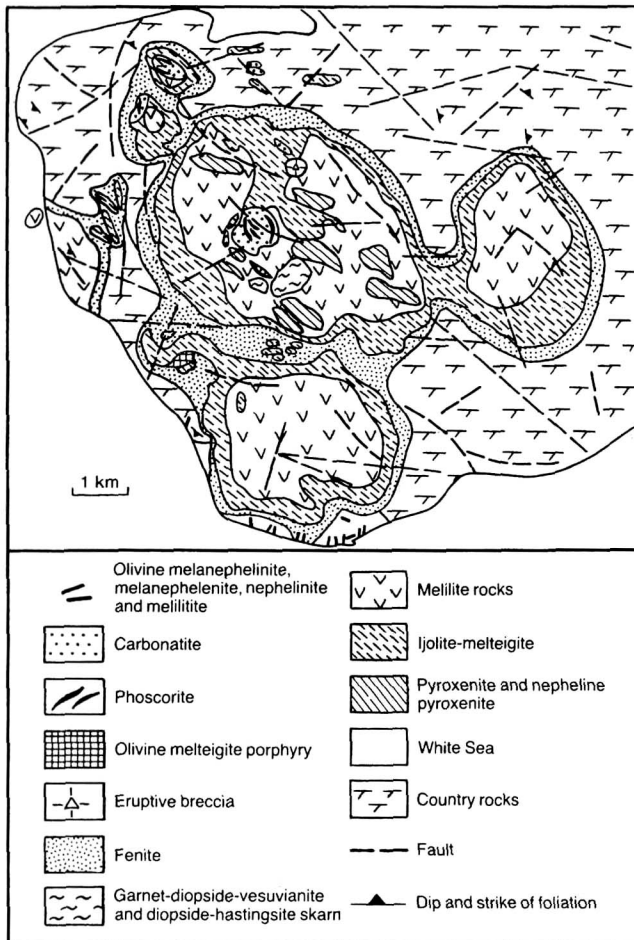 1 km
Olivine melanephelinite,
melanephelenite, nephelinite
and melilitite
Carbonatite
Phoscorite
Olivine melteigite porphyry
Eruptive breccia
Fenite
Garnet-diopside-vesuvianite
and diopside-hastingsite skarn
Melilite rocks
Ijolite-melteigite
Pyroxenite and nepheline
pyroxenite
White Sea
Country rocks
Fault
Dip and strike of foliation